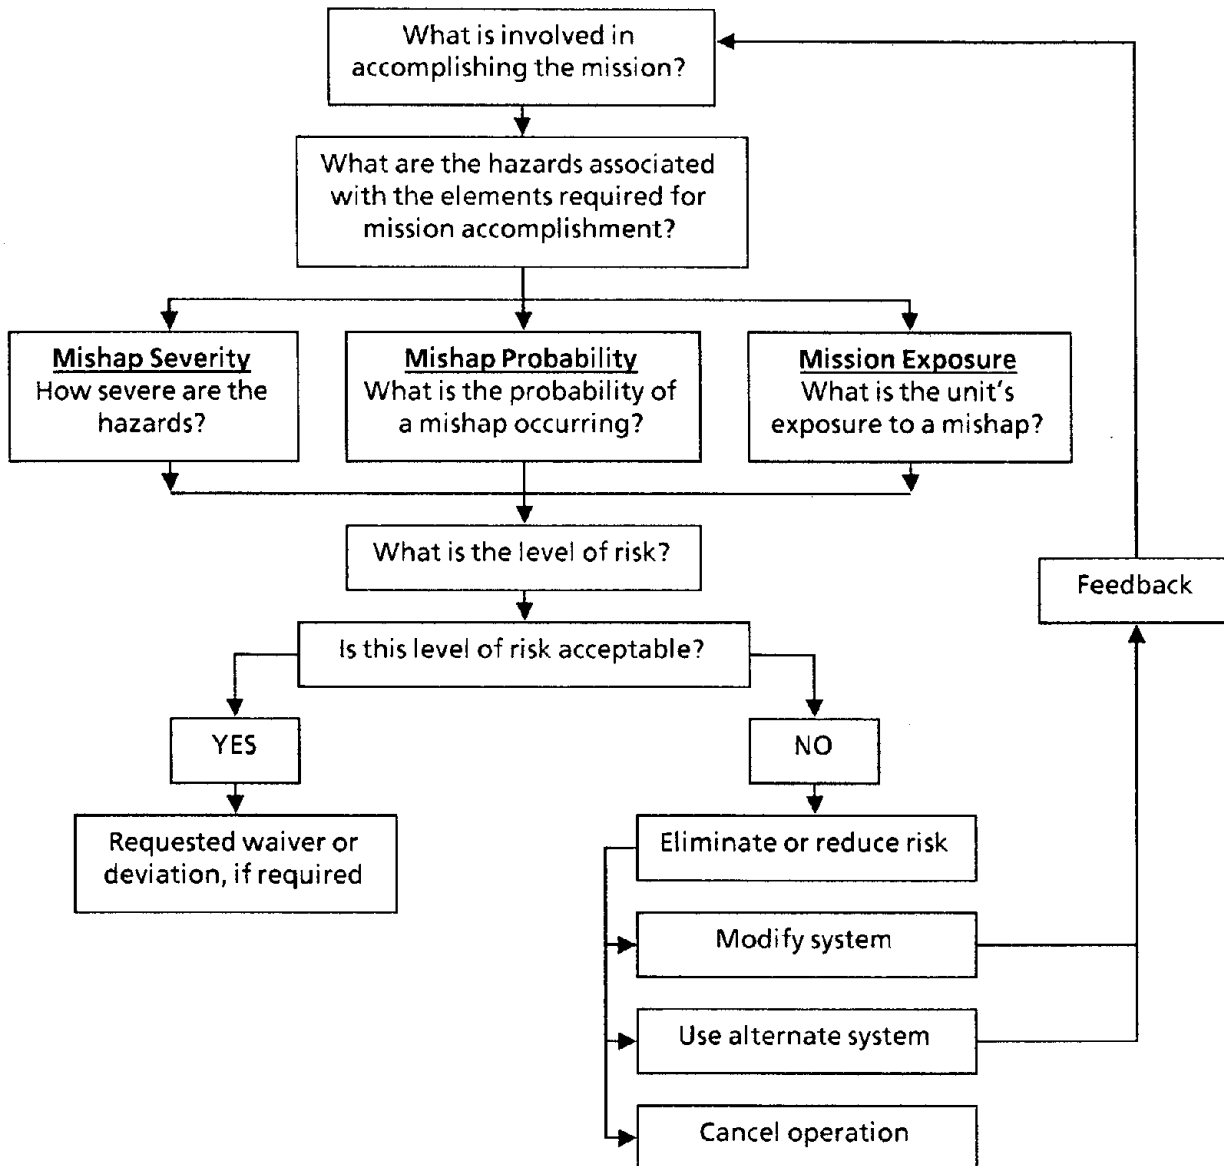 What is involved in
accomplishing the mission?
What are the hazards associated
with the elements required for
mission accomplishment?
Mishap Severity
How severe are the
hazards?
Mishap Probability
What is the probability of
a mishap occurring?
Mission Exposure
What is the unit's
exposure to a mishap?
What is the level of risk?
Feedback
Is this level of risk acceptable?
YES
NO
Requested waiver or
deviation, if required
Eliminate or reduce risk
Modify system
Use alternate system
Cancel operation